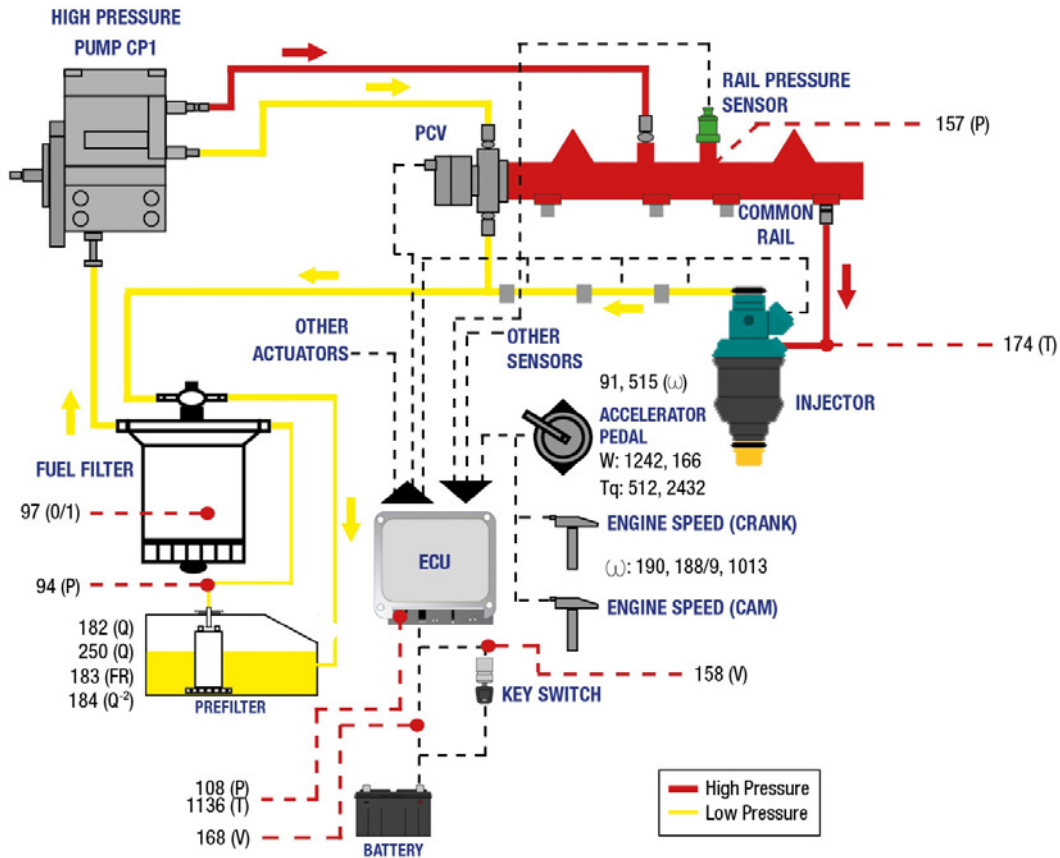 HIGH PRESSURE
PUMP CP1
RAIL PRESSURE
SENSOR
157 (P)
PCV
COMMON
RAIL
OTHER
ACTUATORS
OTHER
SENSORS
174 (T)
91, 515 (ω)
ACCELERATOR
PEDAL
W: 1242, 166
Tq: 512, 2432
INJECTOR
FUEL FILTER
97 (0/1)
ECU
ENGINE SPEED (CRANK)
(ω): 190, 188/9, 1013
94 (P)
ENGINE SPEED (CAM)
182 (Q)
250 (Q)
183 (FR)
184 (Q⁻²)
PREFILTER
158 (V)
KEY SWITCH
108 (P)
1136 (T)
168 (V)
BATTERY
High Pressure
Low Pressure